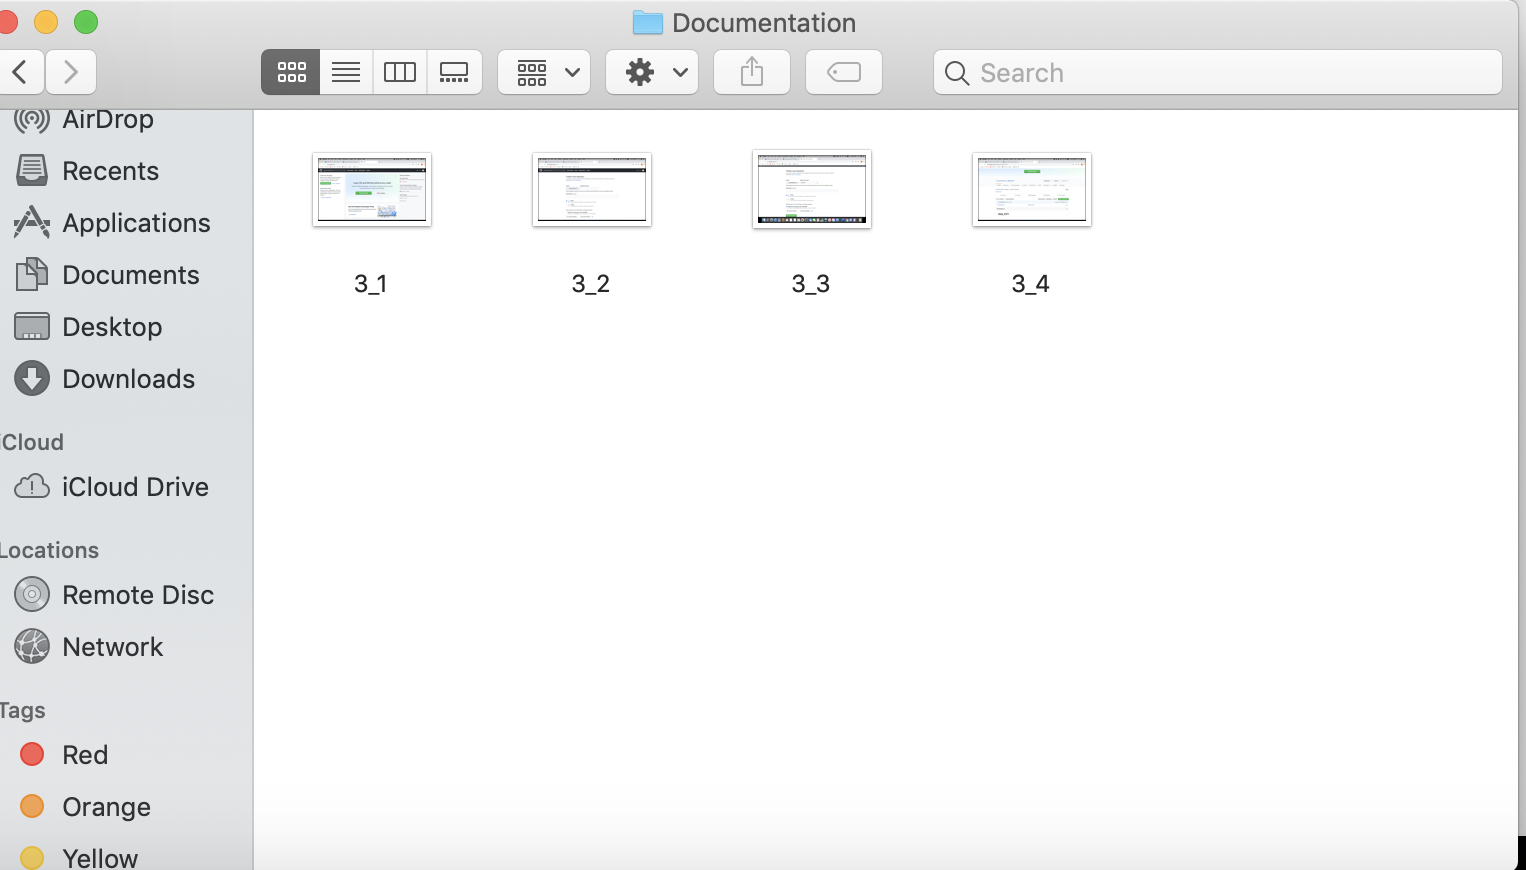 Documentation
Search
AirDrop
Recents
Applications
Documents
Desktop
Downloads
iCloud
iCloud Drive
Locations
Remote Disc
Network
Tags
Red
Orange
Yellow
3_1
3_2
3_3
3_4